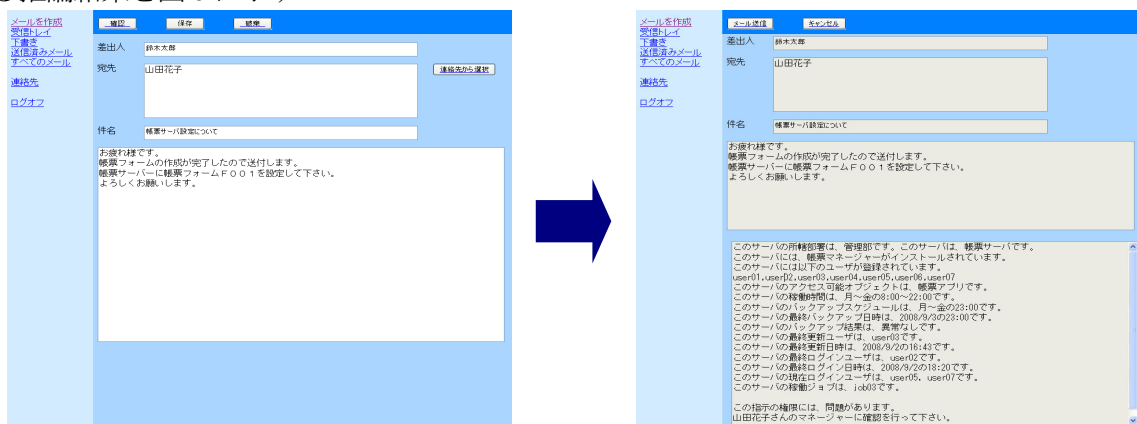 メールを作成
受信トレイ
下書き
送信済みメール
すべてのメール
連絡先
ログオフ
確認 保存 破棄
差出人 鈴木太郎
宛先 山田花子 連絡先から選択
件名 帳票サーバ設定について
お疲れ様です。
帳票フォームの作成が完了したので送付します。
帳票サーバーに帳票フォームF001を設定して下さい。
よろしくお願いします。
メールを作成
受信トレイ
下書き
送信済みメール
すべてのメール
連絡先
ログオフ
メール送信 キャンセル
差出人 鈴木太郎
宛先 山田花子
件名 帳票サーバ設定について
お疲れ様です。
帳票フォームの作成が完了したので送付します。
帳票サーバーに帳票フォームF001を設定して下さい。
よろしくお願いします。
このサーバの所轄部署は、管理部です。このサーバは、帳票サーバです。
このサーバには、帳票マネージャーがインストールされています。
このサーバには以下のユーザが登録されています。
user01,user02,user03,user04,user05,user06,user07
このサーバのアクセス可能オブジェクトは、帳票アプリです。
このサーバの稼働時間は、月～金の8:00～22:00です。
このサーバのバックアップスケジュールは、月～金の23:00です。
このサーバの最終バックアップ日時は、2008/9/3の23:00です。
このサーバのバックアップ結果は、異常なしです。
このサーバの最終更新ユーザは、user03です。
このサーバの最終更新日時は、2008/9/2の16:43です。
このサーバの最終ログインユーザは、user02です。
このサーバの最終ログイン日時は、2008/9/2の18:20です。
このサーバの現在ログインユーザは、user05, user07です。
このサーバの稼働ジョブは、job03です。
この指示の権限には、問題があります。
山田花子さんのマネージャーに確認を行って下さい。